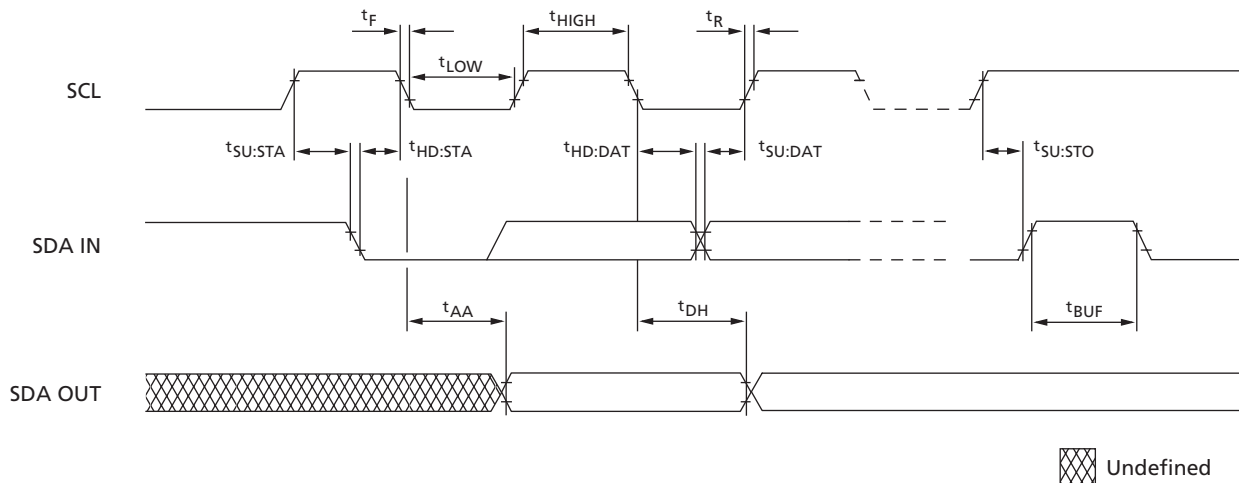 tF
tHIGH
tR
tLOW
SCL
tSU:STA
tHD:STA
tHD:DAT
tSU:DAT
tSU:STO
SDA IN
tAA
tDH
tBUF
SDA OUT
Undefined